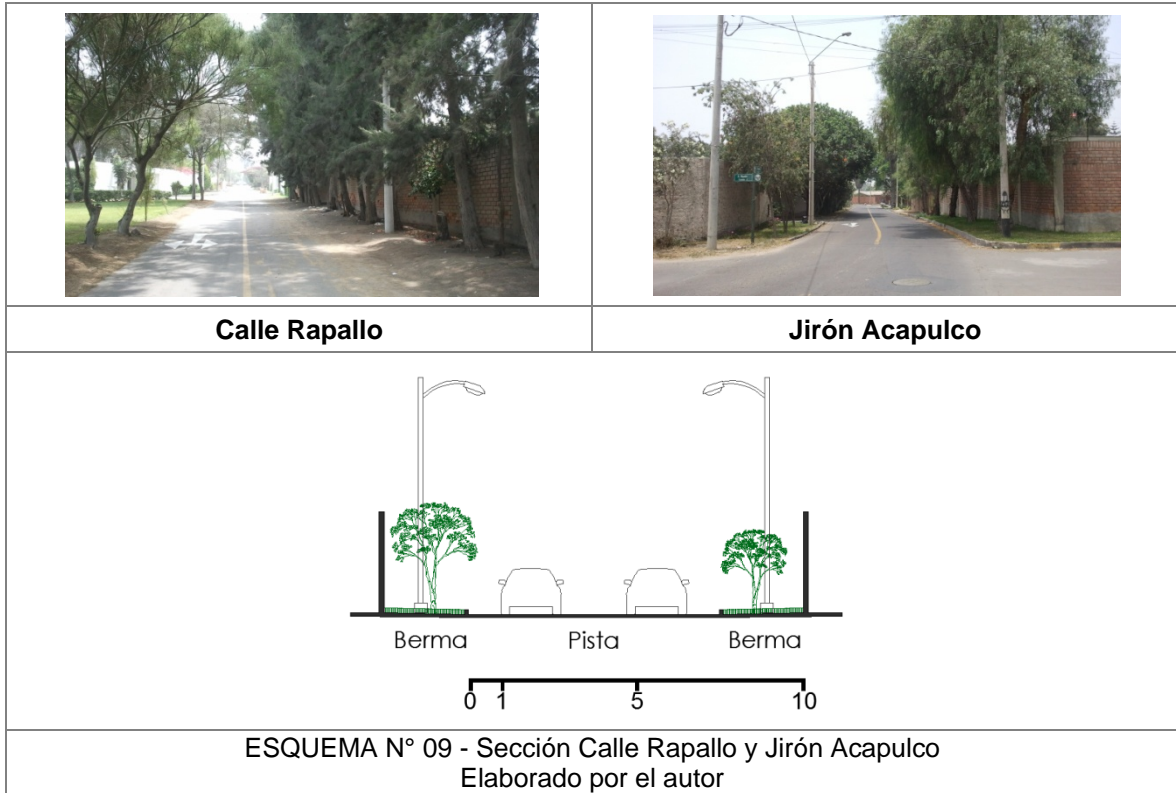 Calle Rapallo
Jirón Acapulco
Berma
Pista
Berma
0 1 5 10
ESQUEMA N° 09 - Sección Calle Rapallo y Jirón Acapulco
Elaborado por el autor